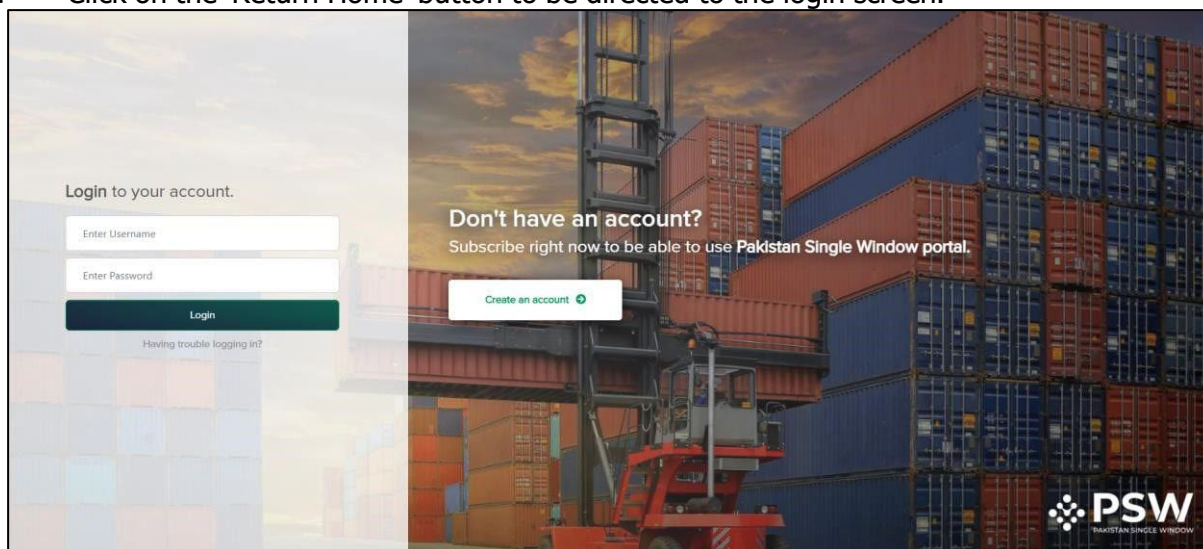 Click on the 'Return Home' button to be directed to the login screen.
Login to your account.
Enter Username
Enter Password
Login
Having trouble logging in?
Don't have an account?
Subscribe right now to be able to use Pakistan Single Window portal.
Create an account
PSW
PAKISTAN SINGLE WINDOW